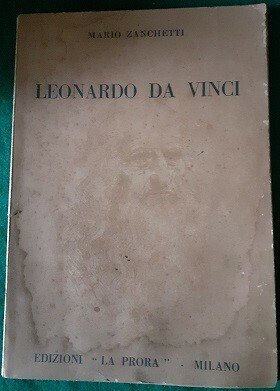 MARIO ZANCHETTI
LEONARDO DA VINCI
EDIZIONI "LA PRORA" - MILANO